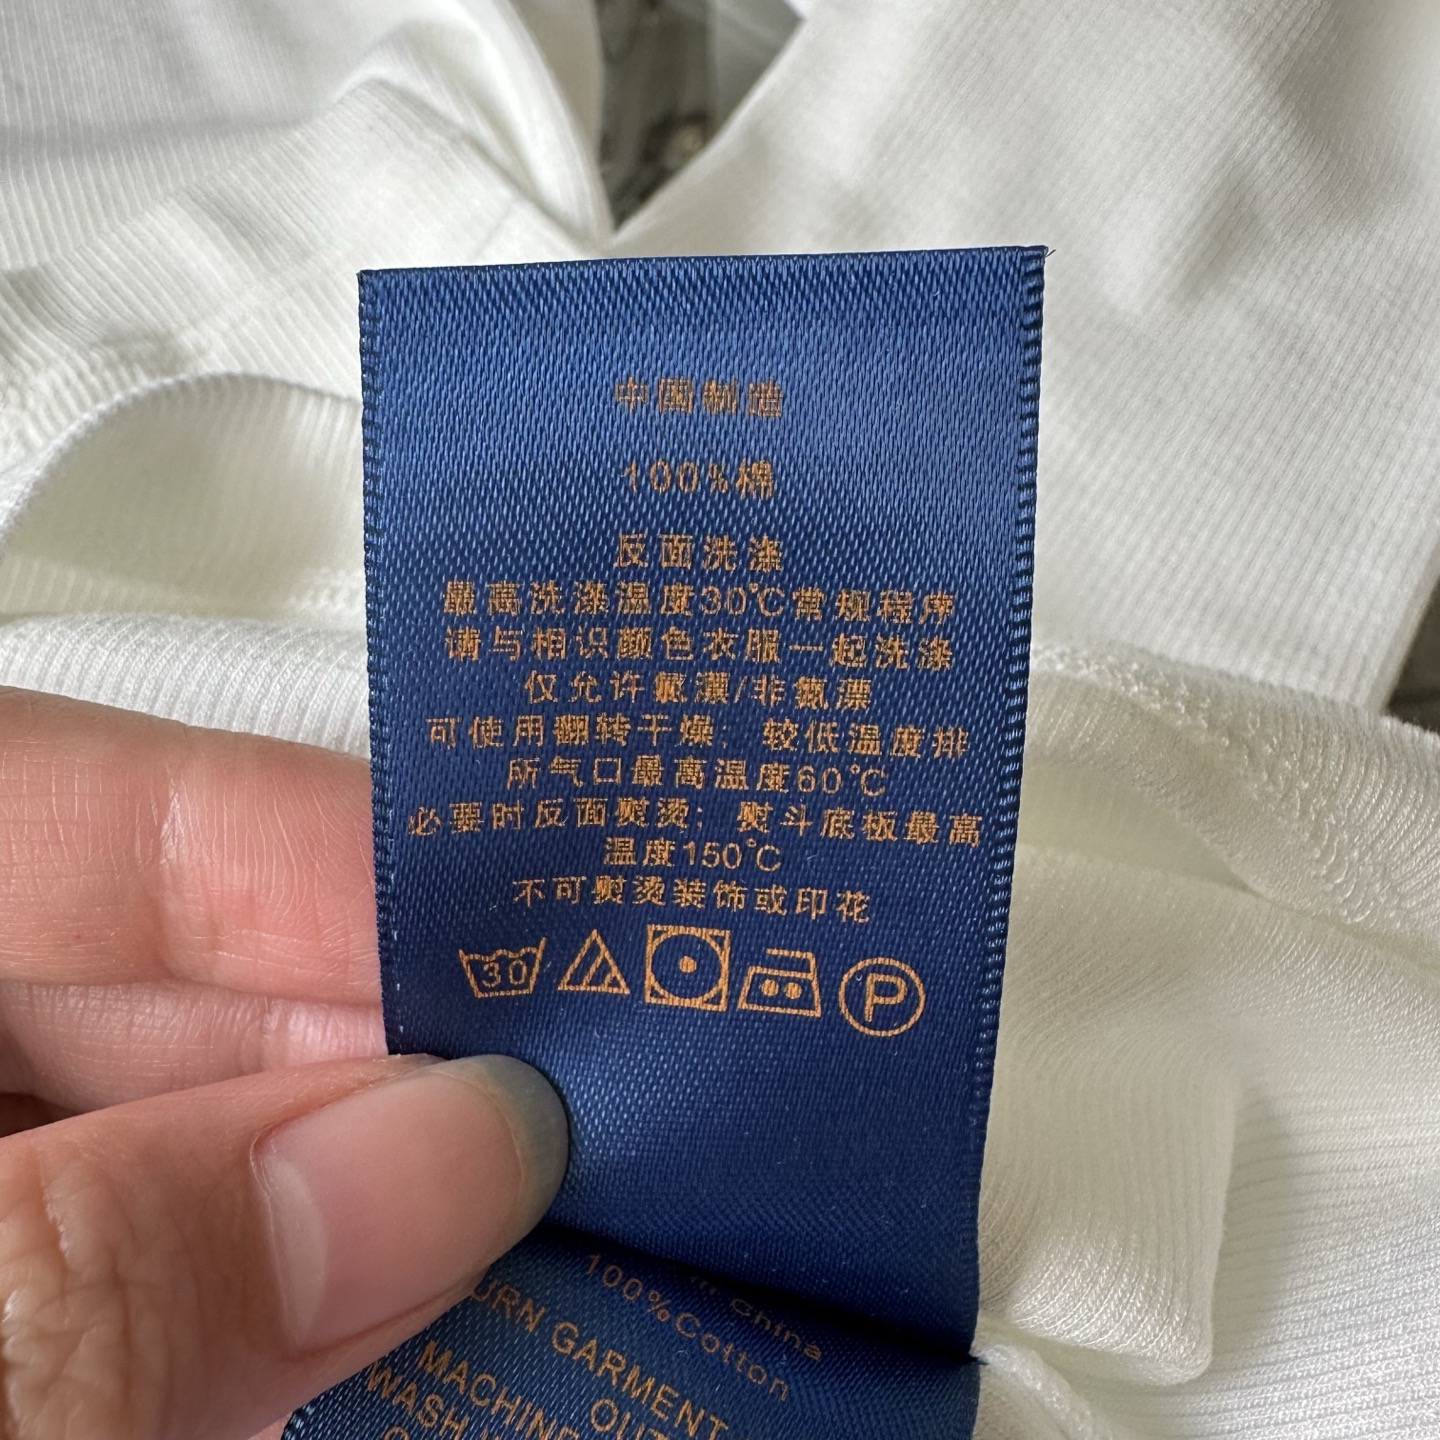 中国制造
100%棉
反面洗涤
最高洗涤温度30℃常规程序
请与相识颜色衣服一起洗涤
仅允许氧漂/非氯漂
可使用翻转干燥，较低温度排
所气口最高温度60℃
必要时反面熨烫；熨斗底板最高
温度150℃
不可熨烫装饰或印花
30
P
China
100%Cotton
GARMENT
MACHINE
WASH